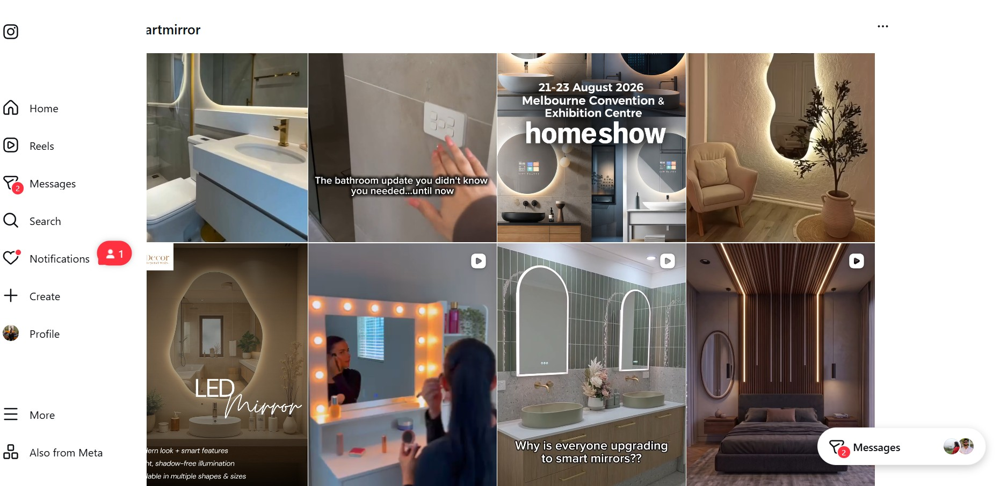 artmirror
Home
Reels
Messages
2
Search
Notifications
1
Create
Profile
More
Also from Meta
The bathroom update you didn't know
you needed...until now
21-23 August 2026
Melbourne Convention &
Exhibition Centre
homeshow
Decor
LED
Mirror
dern look + smart features
ht, shadow-free illumination
lable in multiple shapes & sizes
Why is everyone upgrading
to smart mirrors??
Messages
2